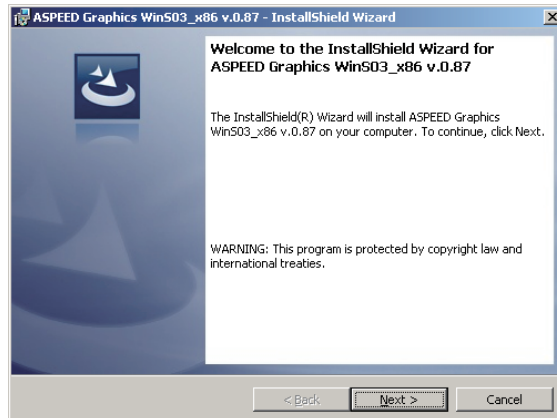 ASPEED Graphics WinS03_x86 v.0.87 - InstallShield Wizard
Welcome to the InstallShield Wizard for
ASPEED Graphics WinS03_x86 v.0.87
The InstallShield(R) Wizard will install ASPEED Graphics
WinS03_x86 v.0.87 on your computer. To continue, click Next.
WARNING: This program is protected by copyright law and
international treaties.
< Back Next > Cancel